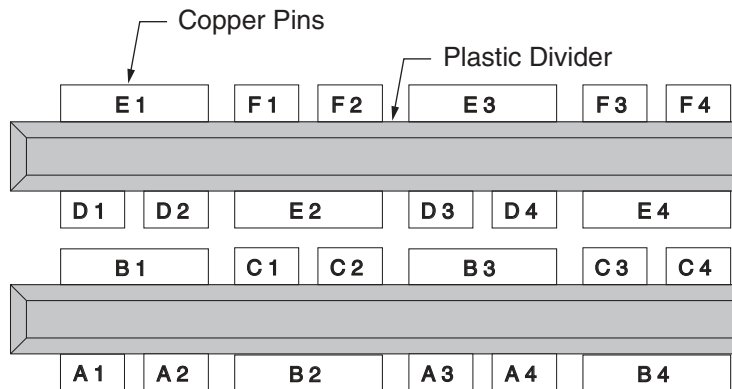 Copper Pins
Plastic Divider
E1 F1 F2 E3 F3 F4
D1 D2 E2 D3 D4 E4
B1 C1 C2 B3 C3 C4
A1 A2 B2 A3 A4 B4